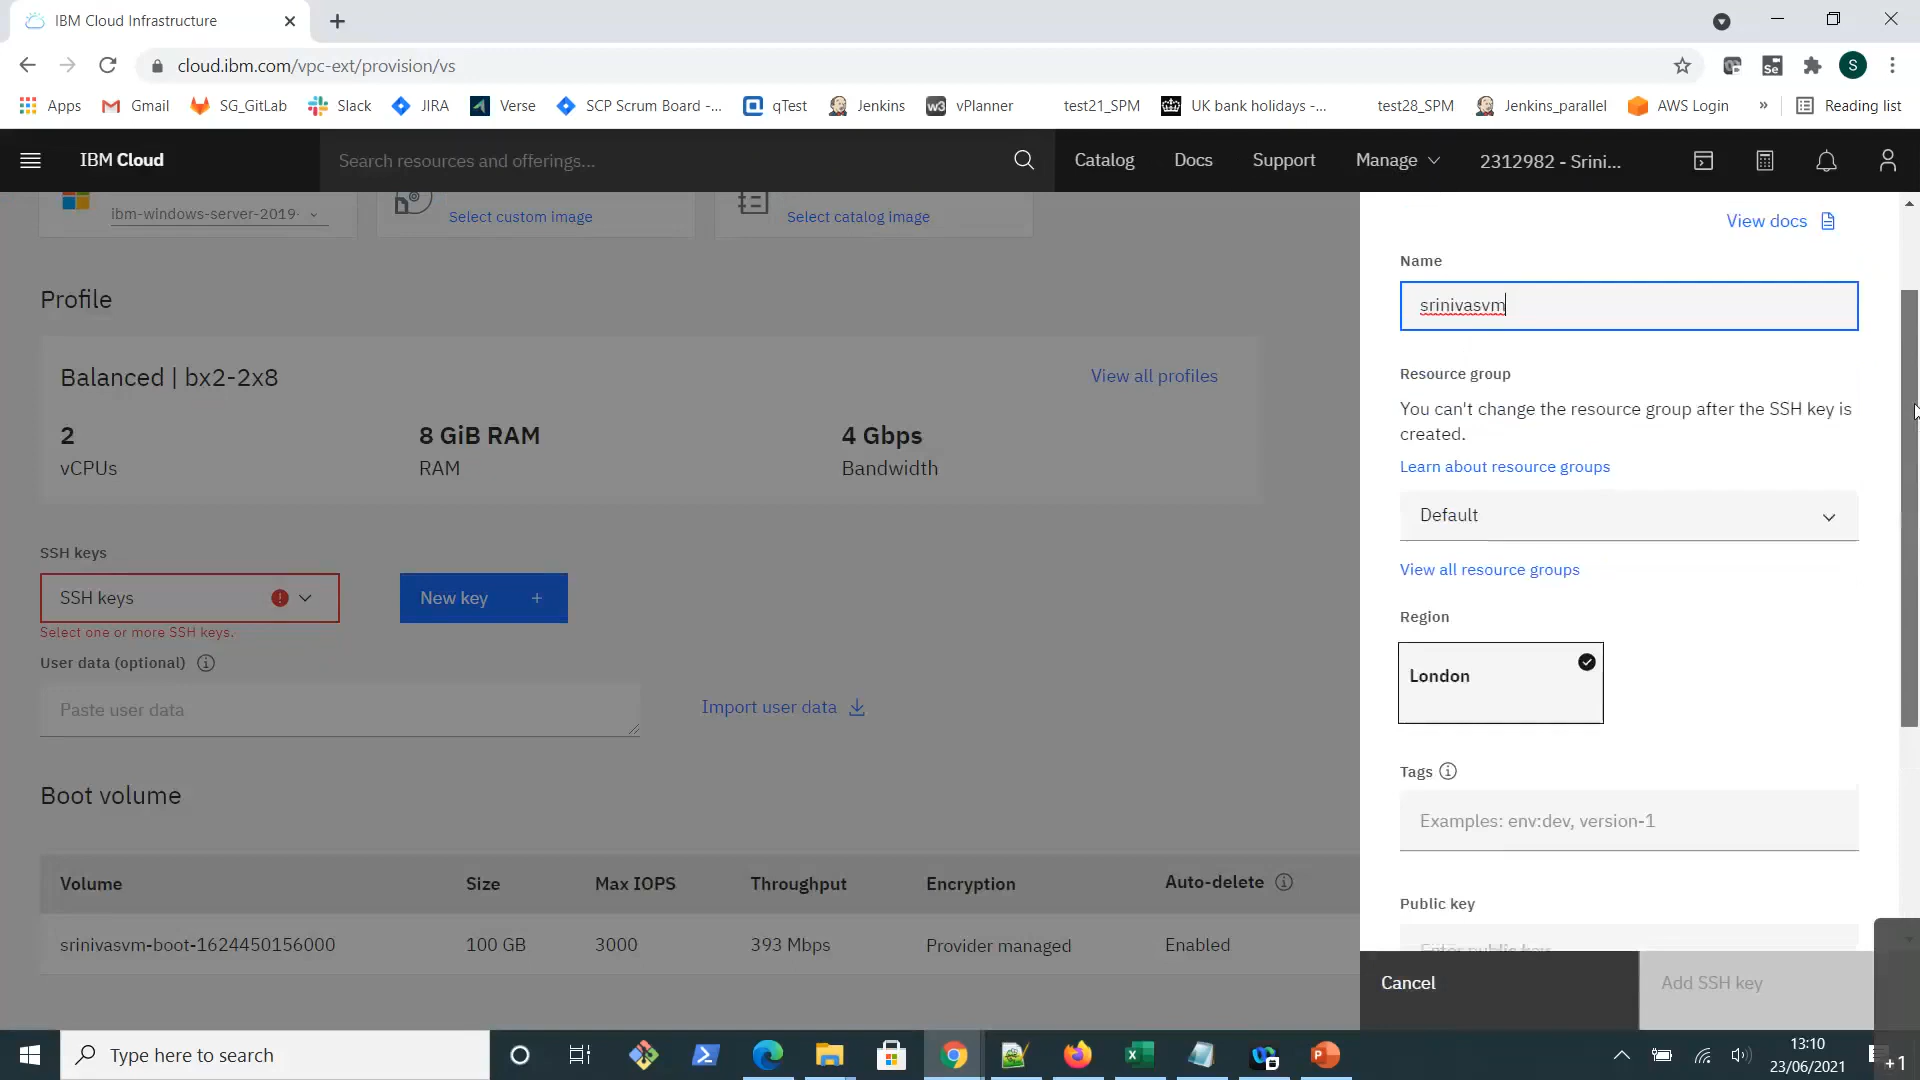 IBM Cloud Infrastructure
cloud.ibm.com/vpc-ext/provision/vs
S
Apps
Gmail
SG_GitLab
Slack
JIRA
Verse
SCP Scrum Board -...
qTest
Jenkins
vPlanner
test21_SPM
UK bank holidays -...
test28_SPM
Jenkins_parallel
AWS Login
»
Reading list
IBM Cloud
Search resources and offerings...
Catalog
Docs
Support
Manage
2312982 - Srini...
ibm-windows-server-2019-
Select custom image
Select catalog image
Profile
Balanced | bx2-2x8
View all profiles
2
8 GiB RAM
4 Gbps
vCPUs
RAM
Bandwidth
SSH keys
SSH keys
New key +
Select one or more SSH keys.
User data (optional)
Paste user data
Import user data
Boot volume
Volume
Size
Max IOPS
Throughput
Encryption
Auto-delete
srinivasvm-boot-1624450156000
100 GB
3000
393 Mbps
Provider managed
Enabled
View docs
Name
srinivasvm
Resource group
You can't change the resource group after the SSH key is
created.
Learn about resource groups
Default
View all resource groups
Region
London
Tags
Examples: env:dev, version-1
Public key
Enter public key
Cancel
Add SSH key
Type here to search
13:10
23/06/2021
+1